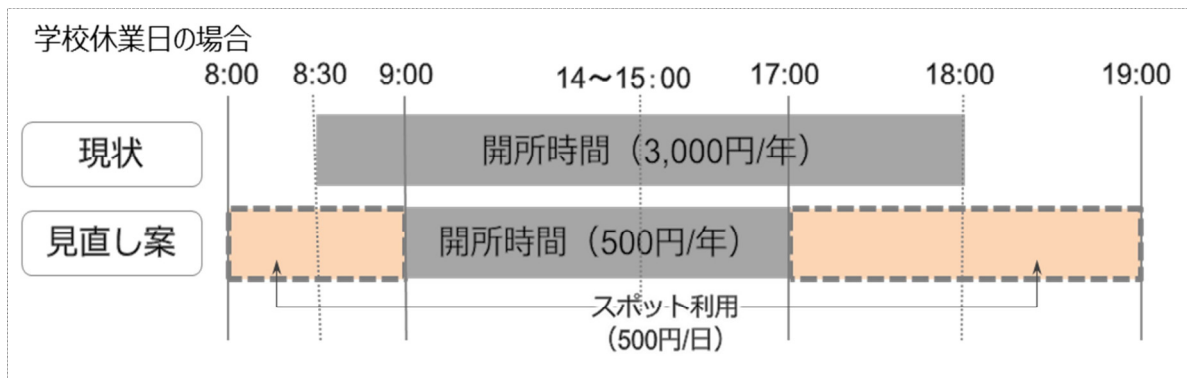 学校休業日の場合
8:00 8:30 9:00 14～15:00 17:00 18:00 19:00
現状 開所時間（3,000円/年）
見直し案 開所時間（500円/年）
スポット利用
（500円/日）